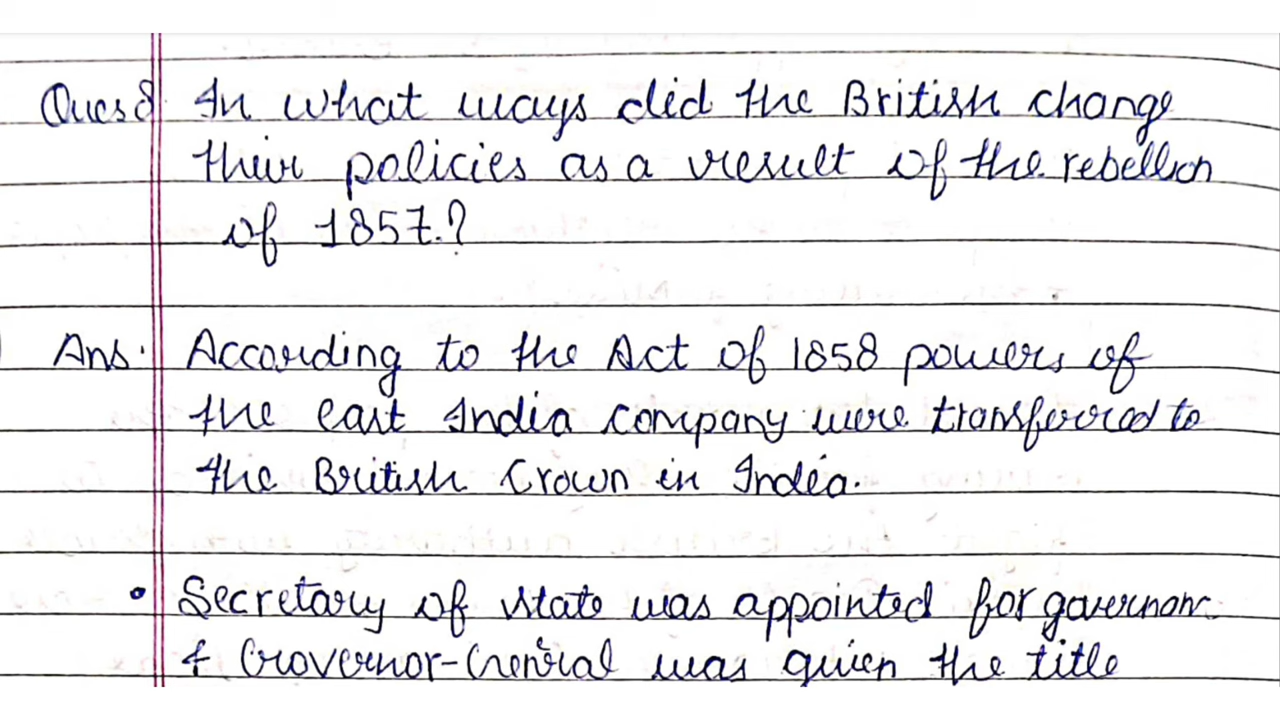 Ques 8 In what ways did the British change
their policies as a result of the rebellion
of 1857.?
Ans. According to the Act of 1858 powers of
the east India company were transferred to
the British Crown in India.
• Secretary of state was appointed for
& Governor-General was given the title